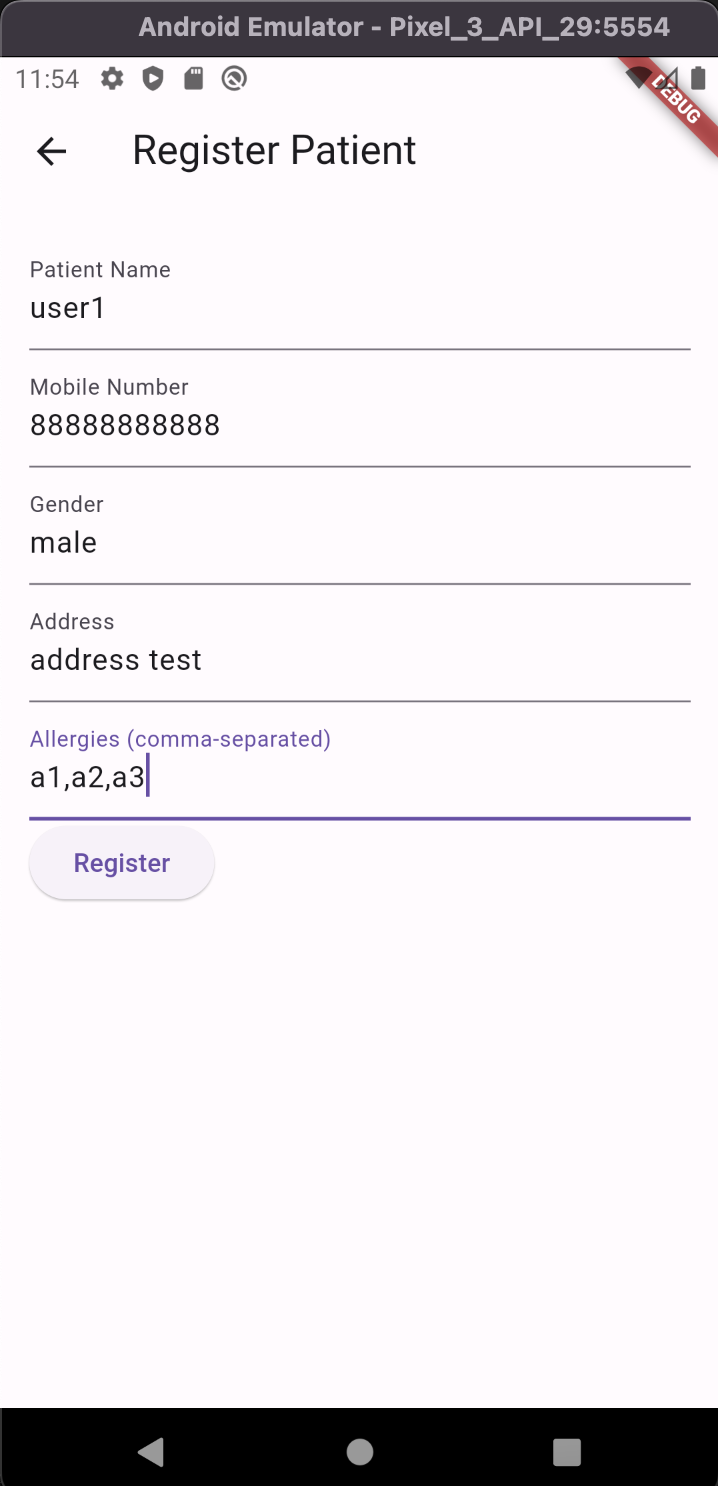 Android Emulator - Pixel_3_API_29:5554
11:54
DEBUG
Register Patient
Patient Name
user1
Mobile Number
88888888888
Gender
male
Address
address test
Allergies (comma-separated)
a1,a2,a3
Register